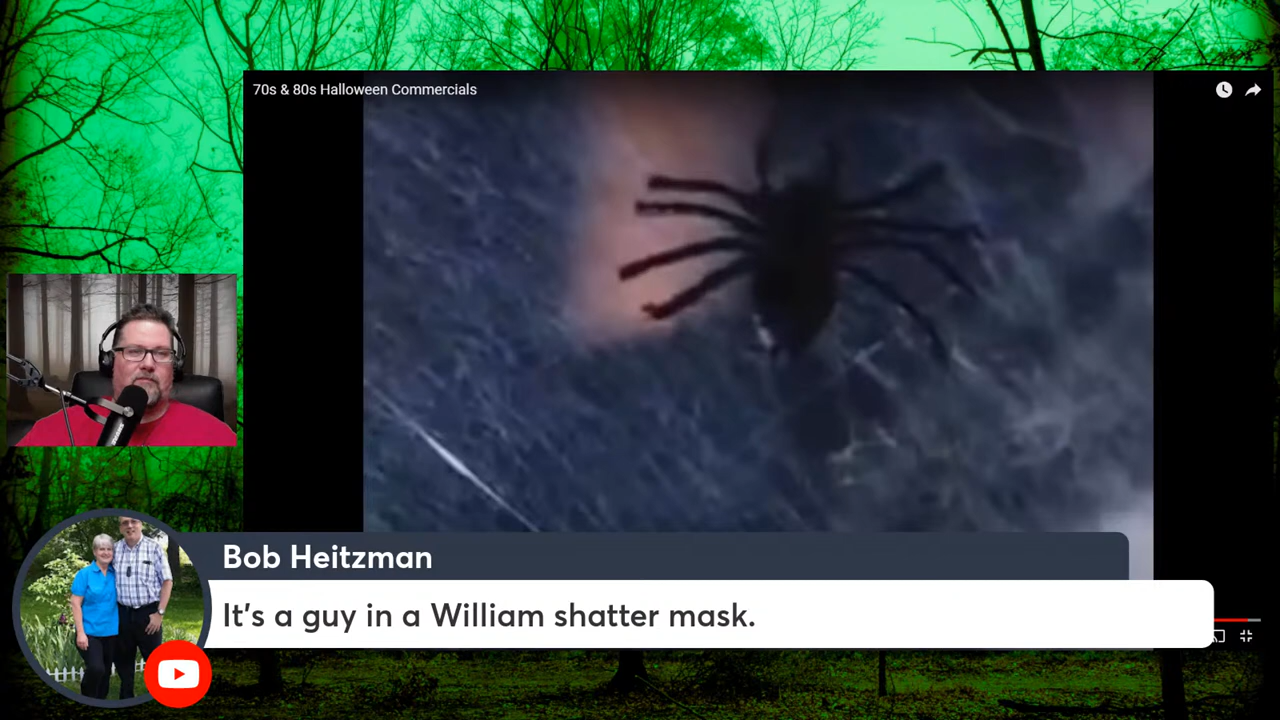 70s & 80s Halloween Commercials
Bob Heitzman
It's a guy in a William shatter mask.